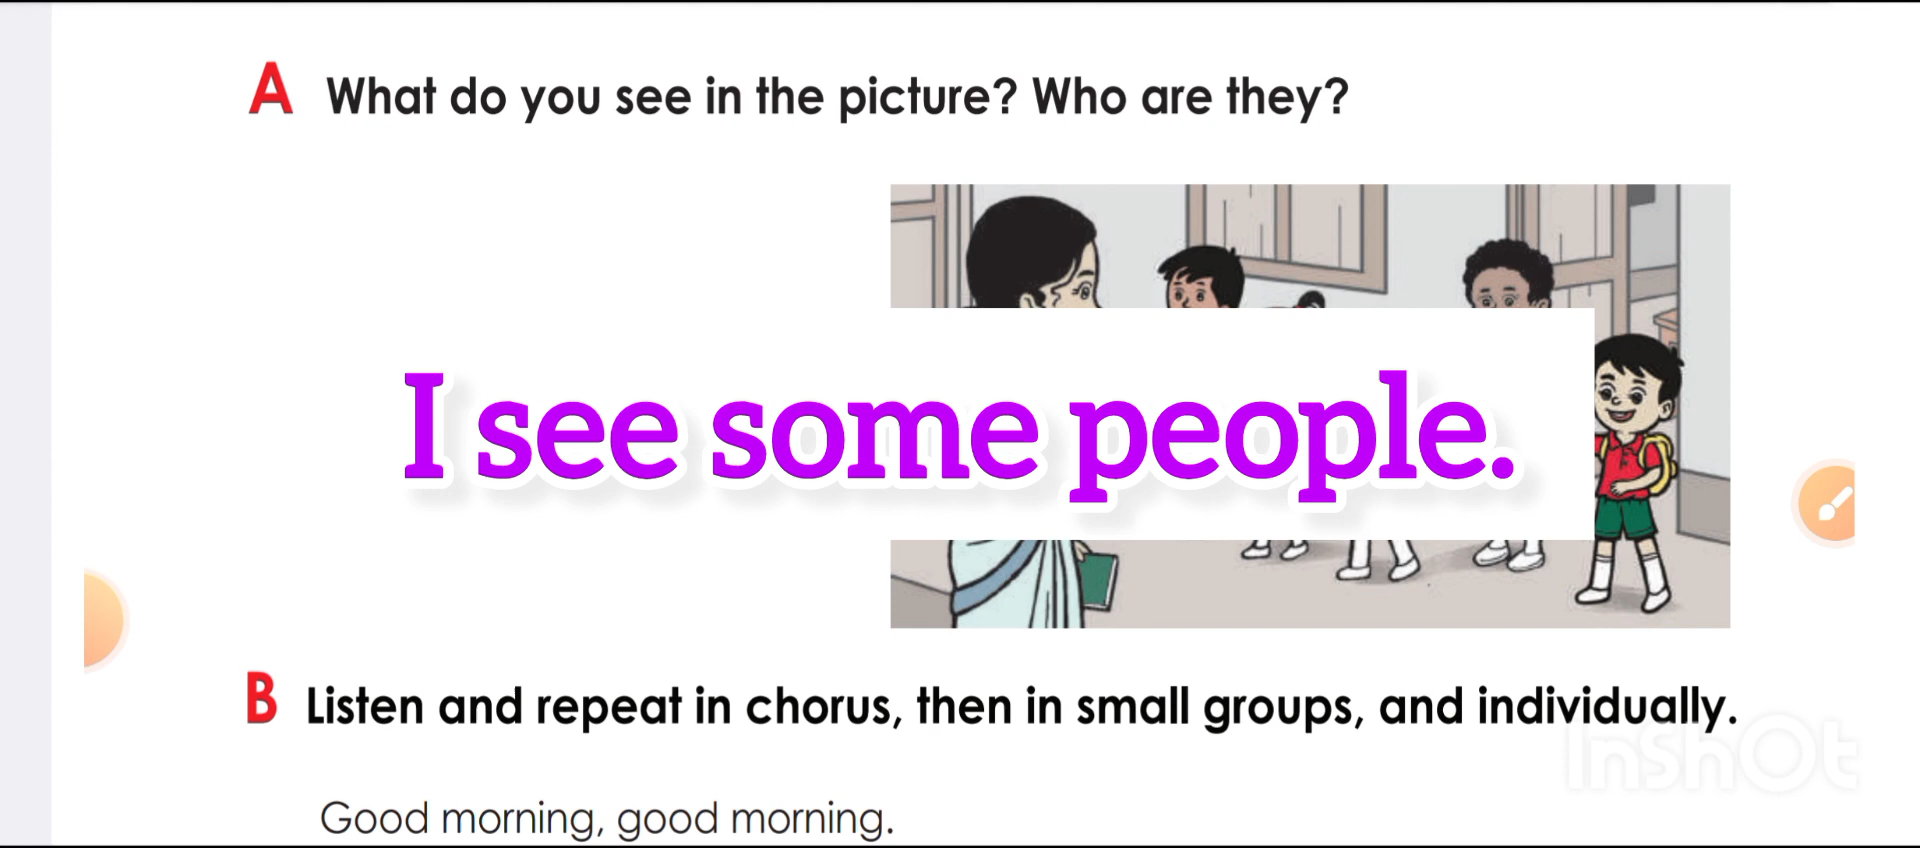 A What do you see in the picture? Who are they?
I see some people.
B Listen and repeat in chorus, then in small groups, and individually.
InShOt
Good morning, good morning.